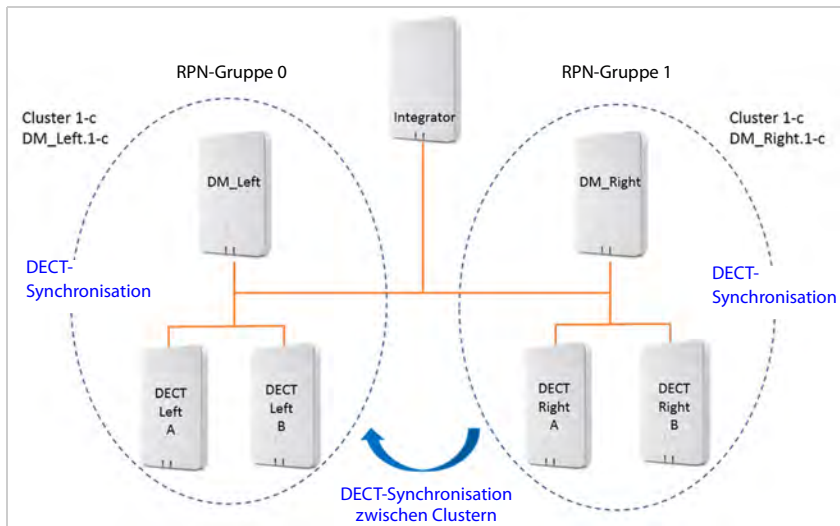 RPN-Gruppe 0
RPN-Gruppe 1
Cluster 1-c
DM_Left.1-c
Integrator
Cluster 1-c
DM_Right.1-c
DM_Left
DM_Right
DECT-
Synchronisation
DECT-
Synchronisation
DECT
Left
A
DECT
Left
B
DECT
Right
A
DECT
Right
B
DECT-Synchronisation
zwischen Clustern